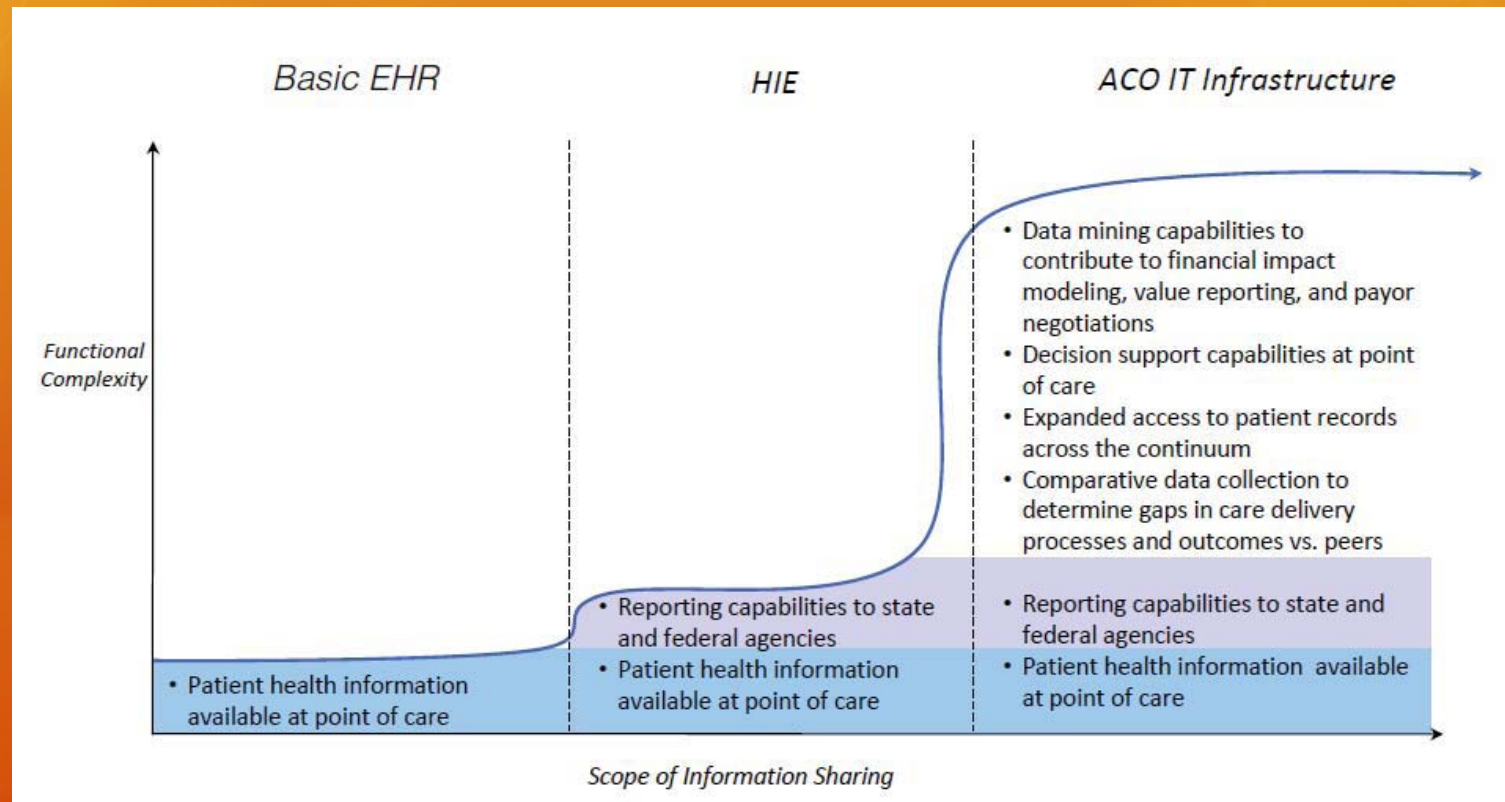 Basic EHR
HIE
ACO IT Infrastructure
Functional
Complexity
• Patient health information
available at point of care
• Reporting capabilities to state
and federal agencies
• Patient health information
available at point of care
• Data mining capabilities to
contribute to financial impact
modeling, value reporting, and payor
negotiations
• Decision support capabilities at point
of care
• Expanded access to patient records
across the continuum
• Comparative data collection to
determine gaps in care delivery
processes and outcomes vs. peers
• Reporting capabilities to state and
federal agencies
• Patient health information available
at point of care
Scope of Information Sharing